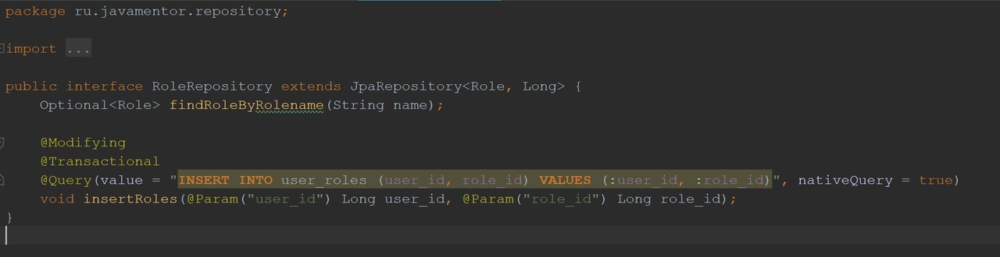 package ru.javamentor.repository;
import ...
public interface RoleRepository extends JpaRepository<Role, Long> {
    Optional<Role> findRoleByRolename(String name);
    @Modifying
    @Transactional
    @Query(value = "INSERT INTO user_roles (user_id, role_id) VALUES (:user_id, :role_id)", nativeQuery = true)
    void insertRoles(@Param("user_id") Long user_id, @Param("role_id") Long role_id);
}